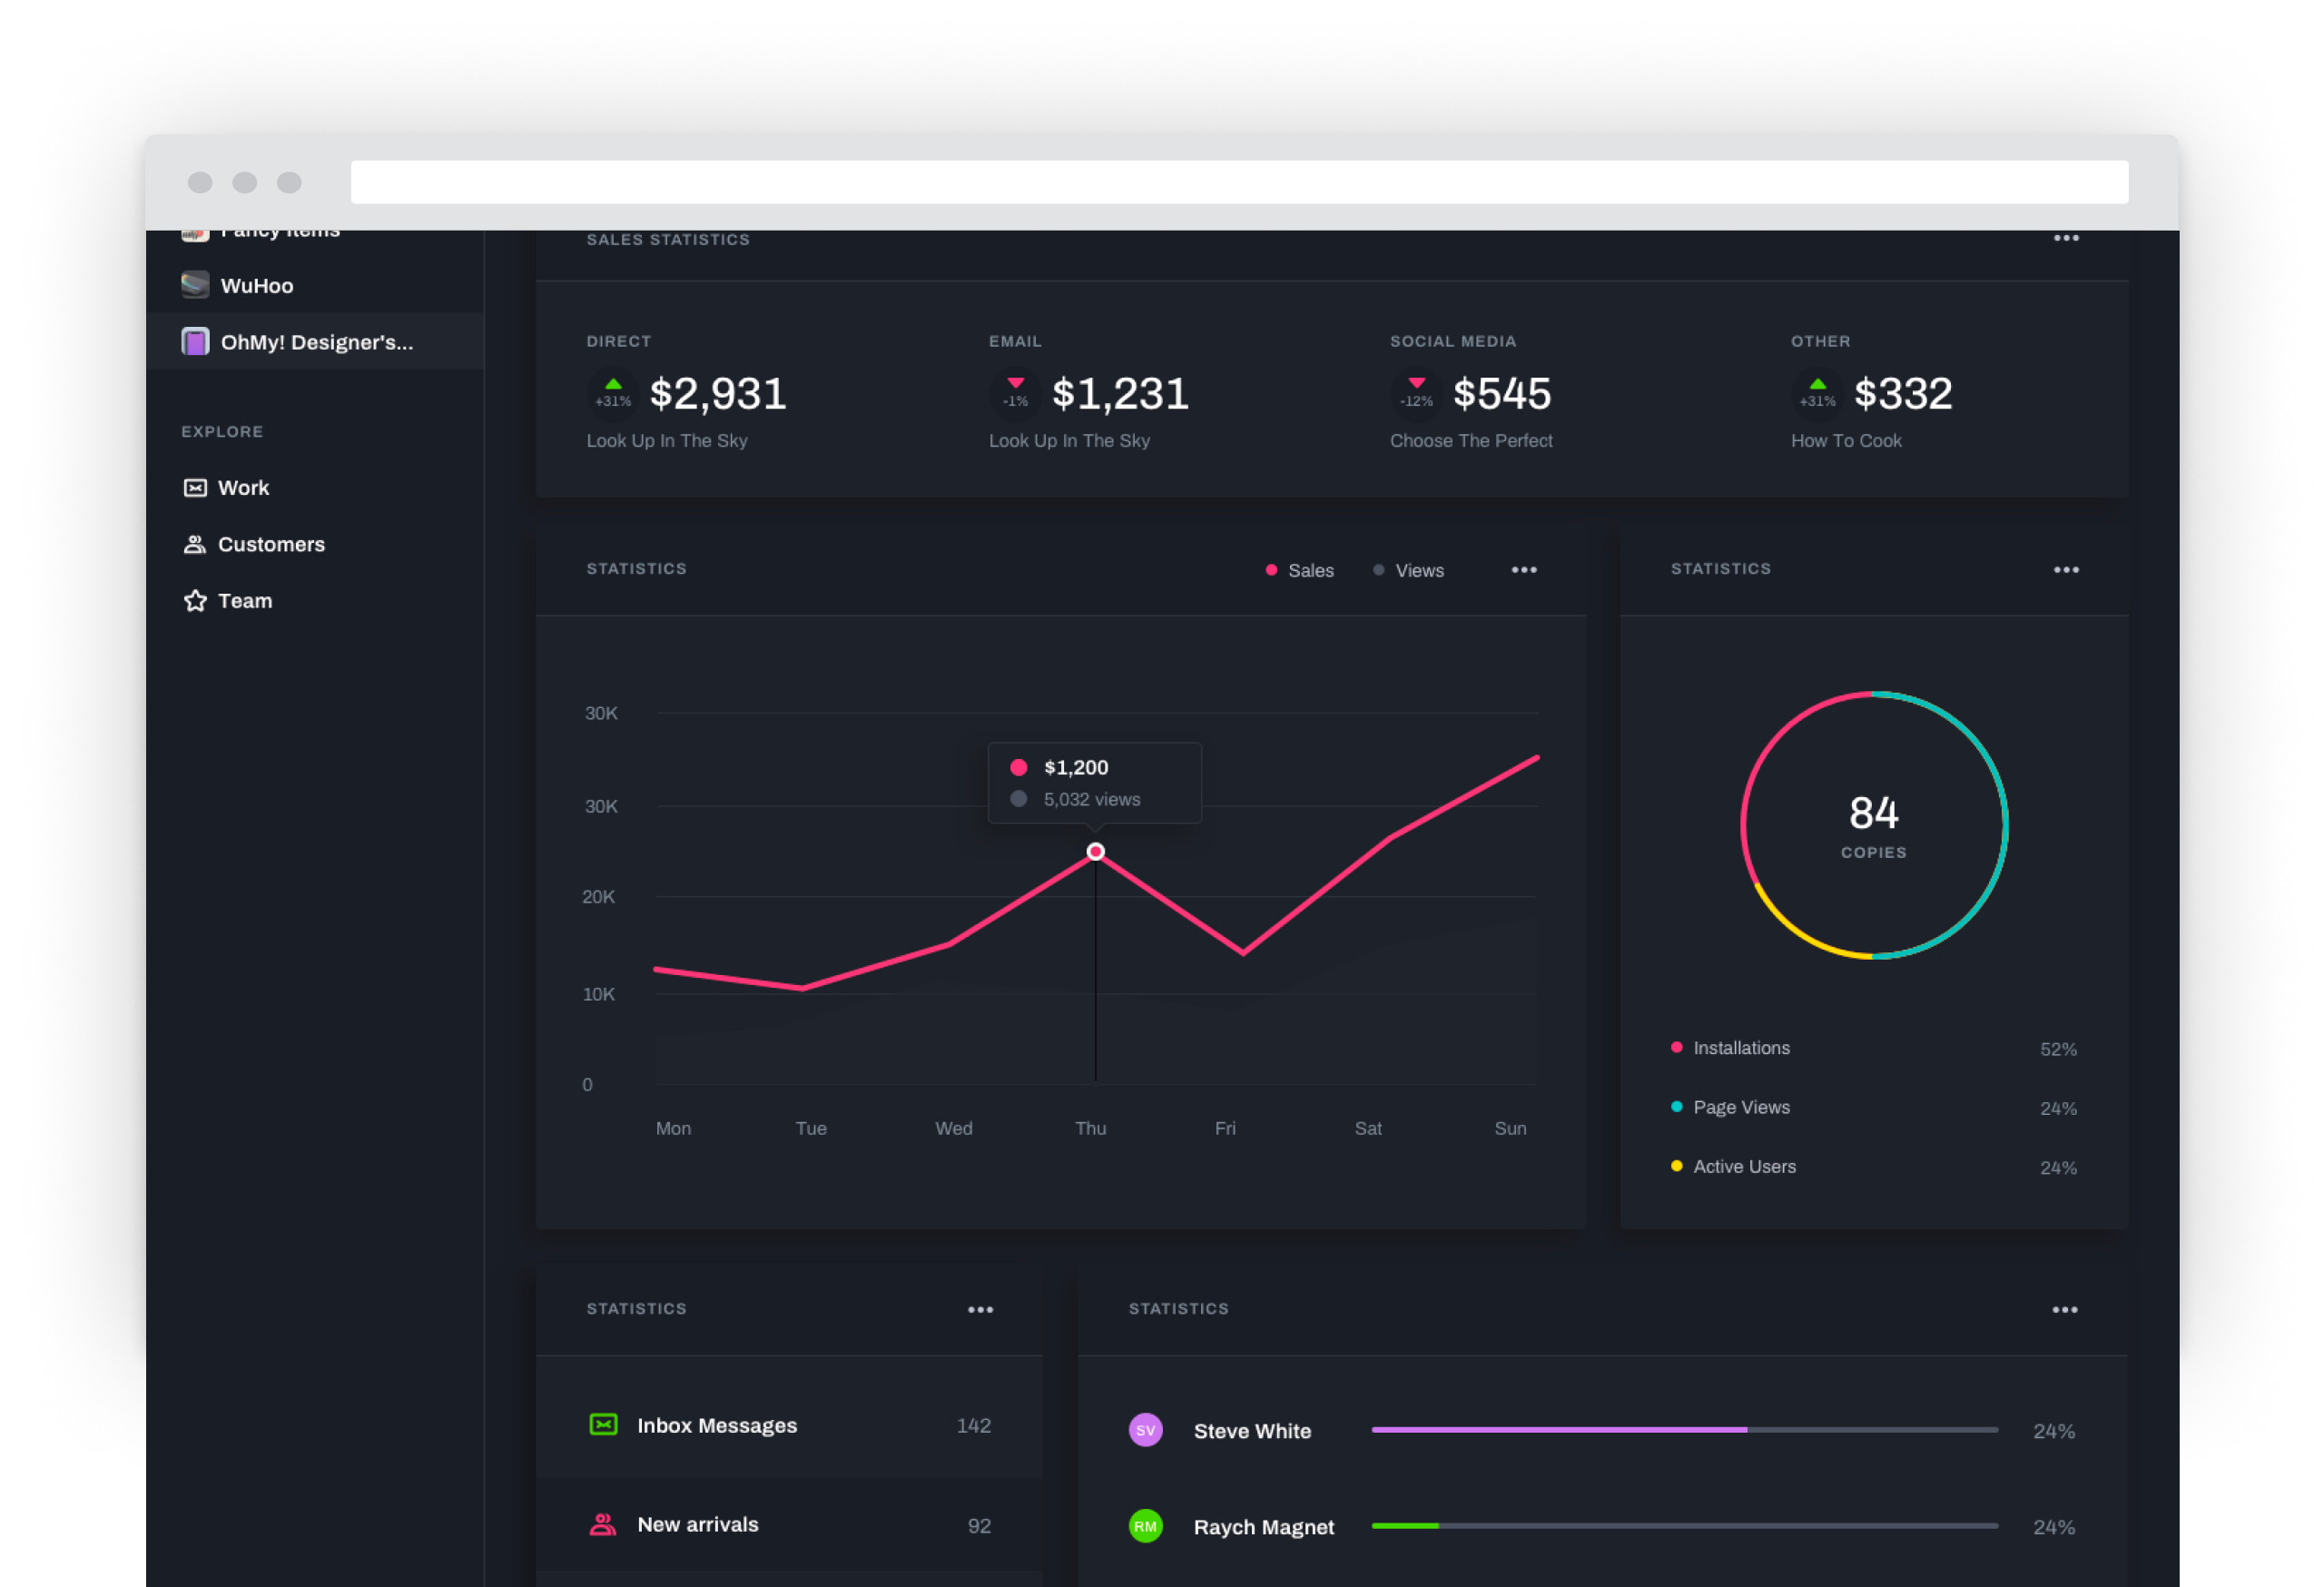 Fancy Items
WuHoo
OhMy! Designer's...
EXPLORE
Work
Customers
Team
SALES STATISTICS
DIRECT
+31%
$2,931
Look Up In The Sky
EMAIL
-1%
$1,231
Look Up In The Sky
SOCIAL MEDIA
-12%
$545
Choose The Perfect
OTHER
+31%
$332
How To Cook
STATISTICS
Sales
Views
30K
30K
20K
10K
0
$1,200
5,032 views
Mon
Tue
Wed
Thu
Fri
Sat
Sun
STATISTICS
84
COPIES
Installations 52%
Page Views 24%
Active Users 24%
STATISTICS
Inbox Messages 142
New arrivals 92
STATISTICS
SV Steve White 24%
RM Raych Magnet 24%